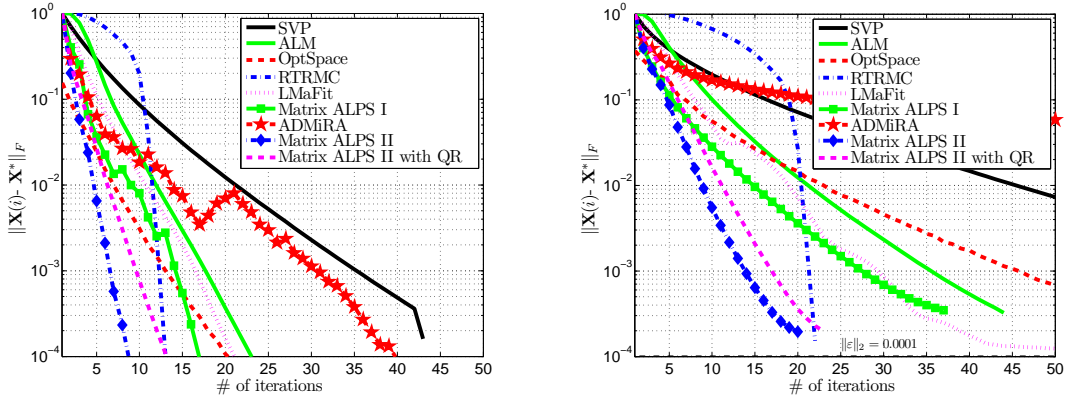 10^0
10^-1
10^-2
10^-3
10^-4
‖X(i)- X*‖_F
5 10 15 20 25 30 35 40 45 50
# of iterations
SVP
ALM
OptSpace
RTRMC
LMaFit
Matrix ALPS I
ADMiRA
Matrix ALPS II
Matrix ALPS II with QR
10^0
10^-1
10^-2
10^-3
10^-4
‖X(i)- X*‖_F
5 10 15 20 25 30 35 40 45 50
# of iterations
SVP
ALM
OptSpace
RTRMC
LMaFit
Matrix ALPS I
ADMiRA
Matrix ALPS II
Matrix ALPS II with QR
‖ε‖_2 = 0.0001